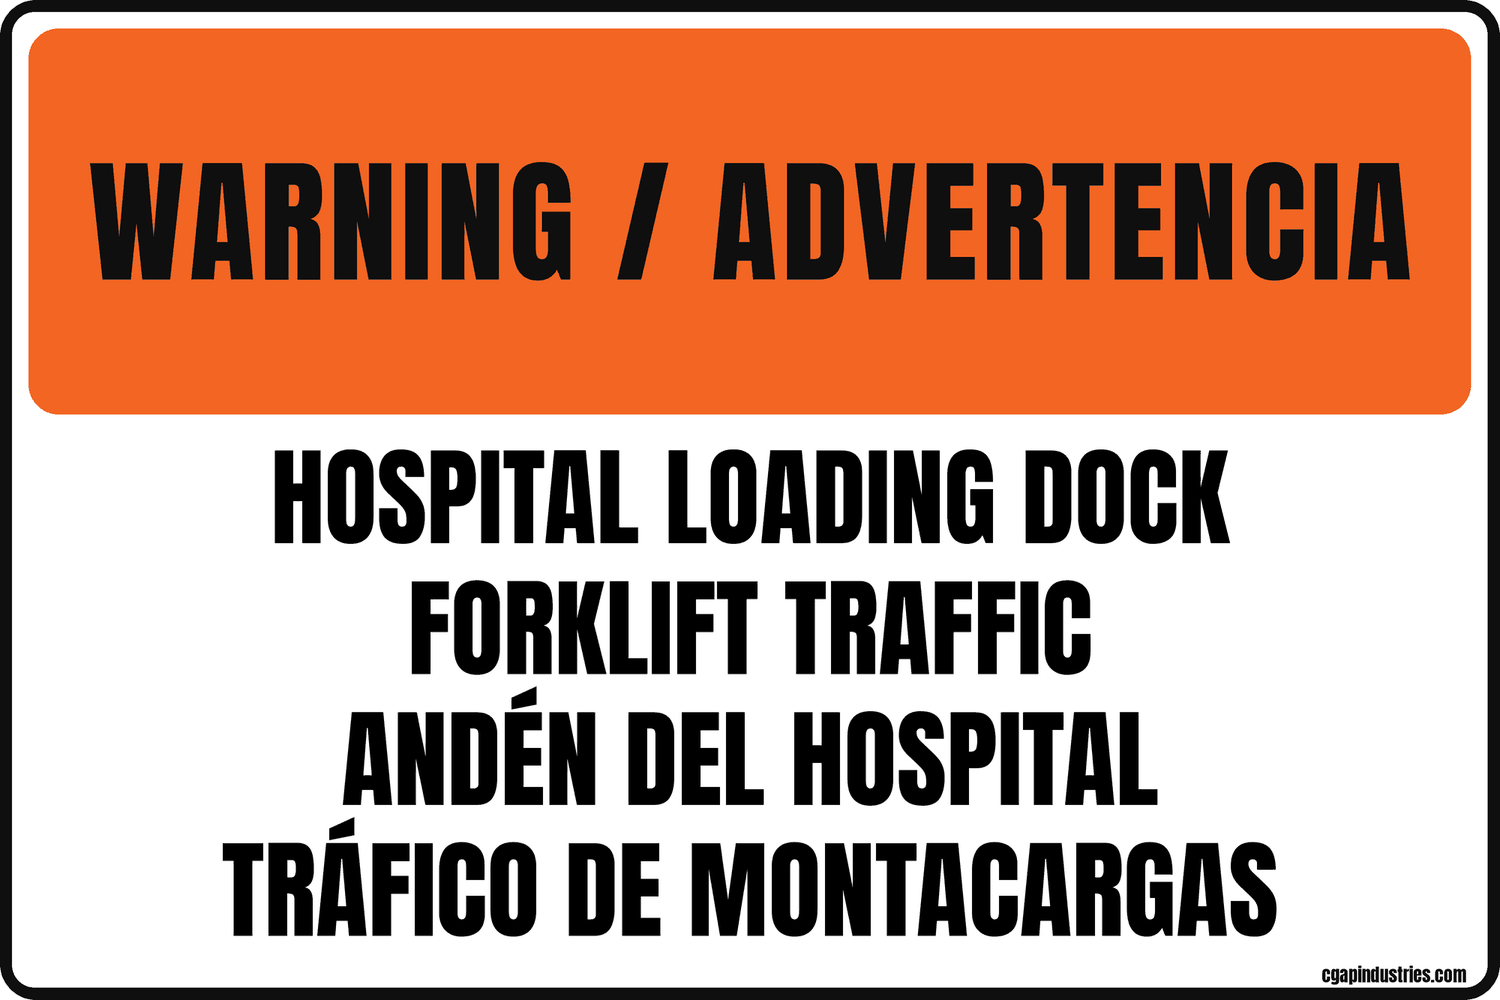 WARNING / ADVERTENCIA
HOSPITAL LOADING DOCK
FORKLIFT TRAFFIC
ANDÉN DEL HOSPITAL
TRÁFICO DE MONTACARGAS
cgapindustries.com